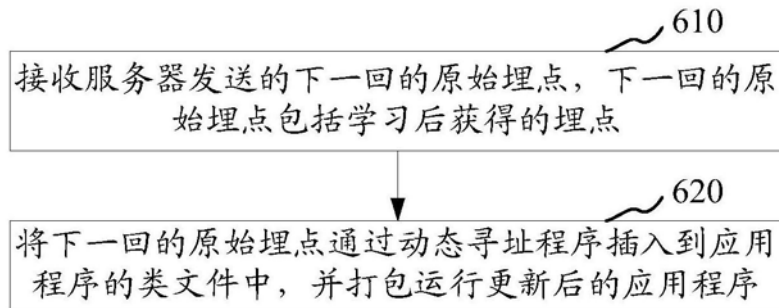 610
接收服务器发送的下一回的原始埋点，下一回的原
始埋点包括学习后获得的埋点
620
将下一回的原始埋点通过动态寻址程序插入到应用
程序的类文件中，并打包运行更新后的应用程序